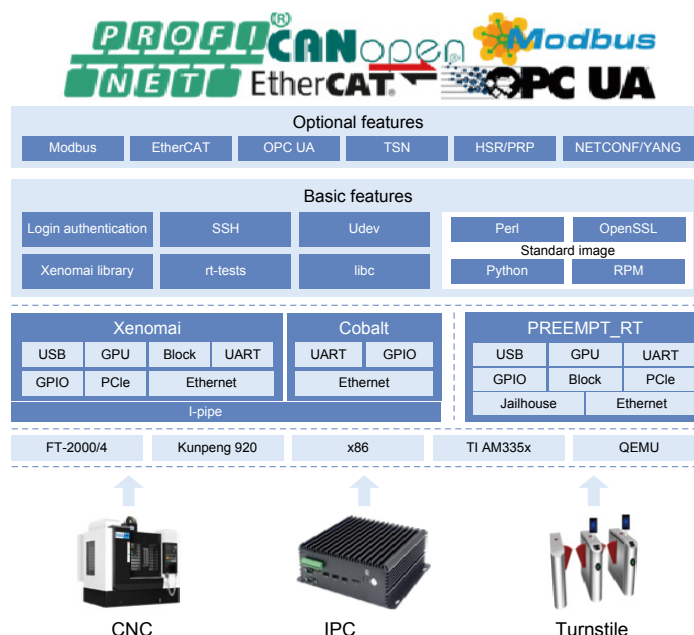 PROFI® CANopen Modbus
NET EtherCAT® OPC UA
Optional features
Modbus EtherCAT OPC UA TSN HSR/PRP NETCONF/YANG
Basic features
Login authentication SSH Udev Perl OpenSSL
Standard image
Xenomai library rt-tests libc Python RPM
Xenomai Cobalt PREEMPT_RT
USB GPU Block UART UART GPIO USB GPU UART
GPIO PCIe Ethernet Ethernet GPIO Block PCIe
Jailhouse Ethernet
I-pipe
FT-2000/4 Kunpeng 920 x86 TI AM335x QEMU
CNC IPC Turnstile